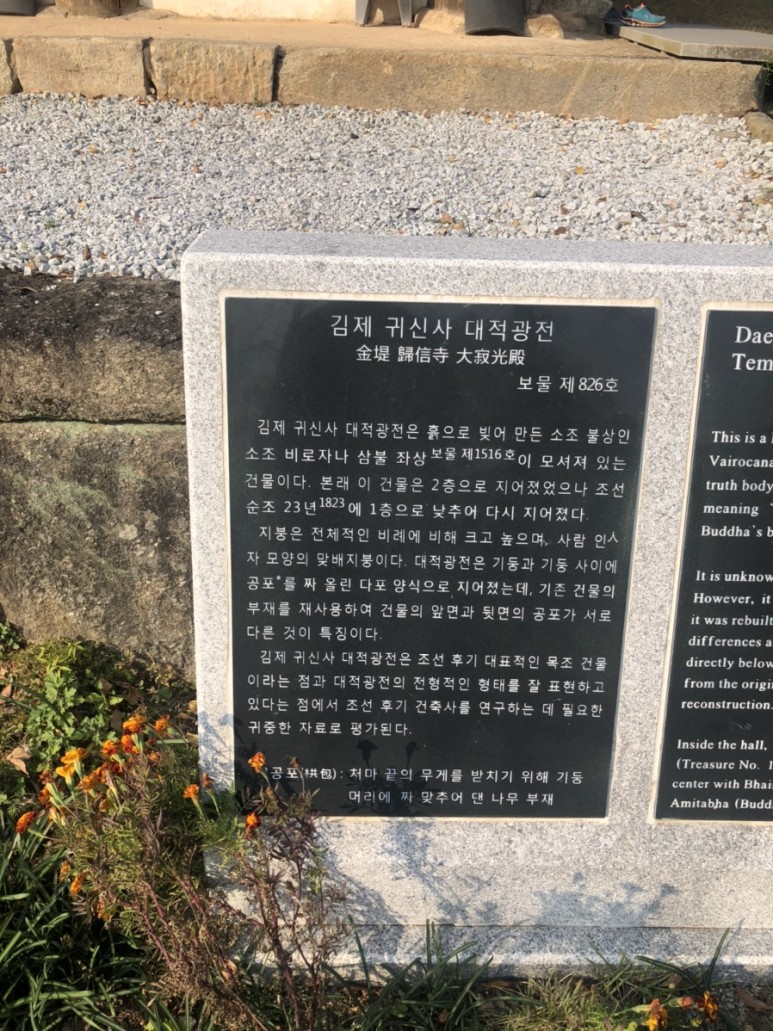 김제 귀신사 대적광전
金堤 歸信寺 大寂光殿
보물 제826호
김제 귀신사 대적광전은 흙으로 빚어 만든 소조 불상인
소조 비로자나 삼불 좌상 보물 제1516호이 모셔져 있는
건물이다. 본래 이 건물은 2층으로 지어졌었으나 조선
순조 23년1823에 1층으로 낮추어 다시 지어졌다.
지붕은 전체적인 비례에 비해 크고 높으며, 사람 인人
자 모양의 맞배지붕이다. 대적광전은 기둥과 기둥 사이에
공포*를 짜 올린 다포 양식으로 지어졌는데, 기존 건물의
부재를 재사용하여 건물의 앞면과 뒷면의 공포가 서로
다른 것이 특징이다.
김제 귀신사 대적광전은 조선 후기 대표적인 목조 건물
이라는 점과 대적광전의 전형적인 형태를 잘 표현하고
있다는 점에서 조선 후기 건축사를 연구하는 데 필요한
귀중한 자료로 평가된다.
공포(栱包): 처마 끝의 무게를 받치기 위해 기둥
머리에 짜 맞추어 댄 나무 부재
Dae
Tem
This is a
Vairocana
truth body
meaning
Buddha's b
It is unknow
However, it
it was rebuilt
differences a
directly below
from the origin
reconstruction.
Inside the hall,
(Treasure No. 1
center with Bhai
Amitabha (Budd